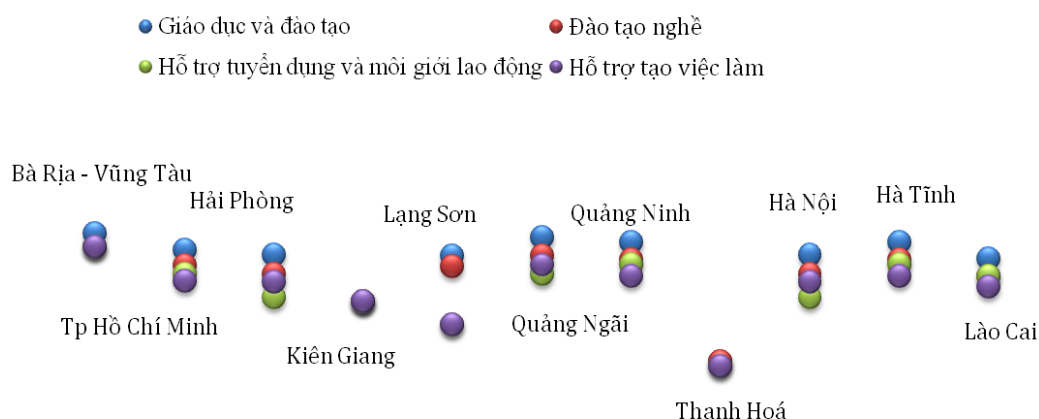 Giáo dục và đào tạo
Đào tạo nghề
Hỗ trợ tuyển dụng và môi giới lao động
Hỗ trợ tạo việc làm
Bà Rịa - Vũng Tàu
Hải Phòng
Lạng Sơn
Quảng Ninh
Hà Nội
Hà Tĩnh
Tp Hồ Chí Minh
Kiên Giang
Quảng Ngãi
Thanh Hoá
Lào Cai